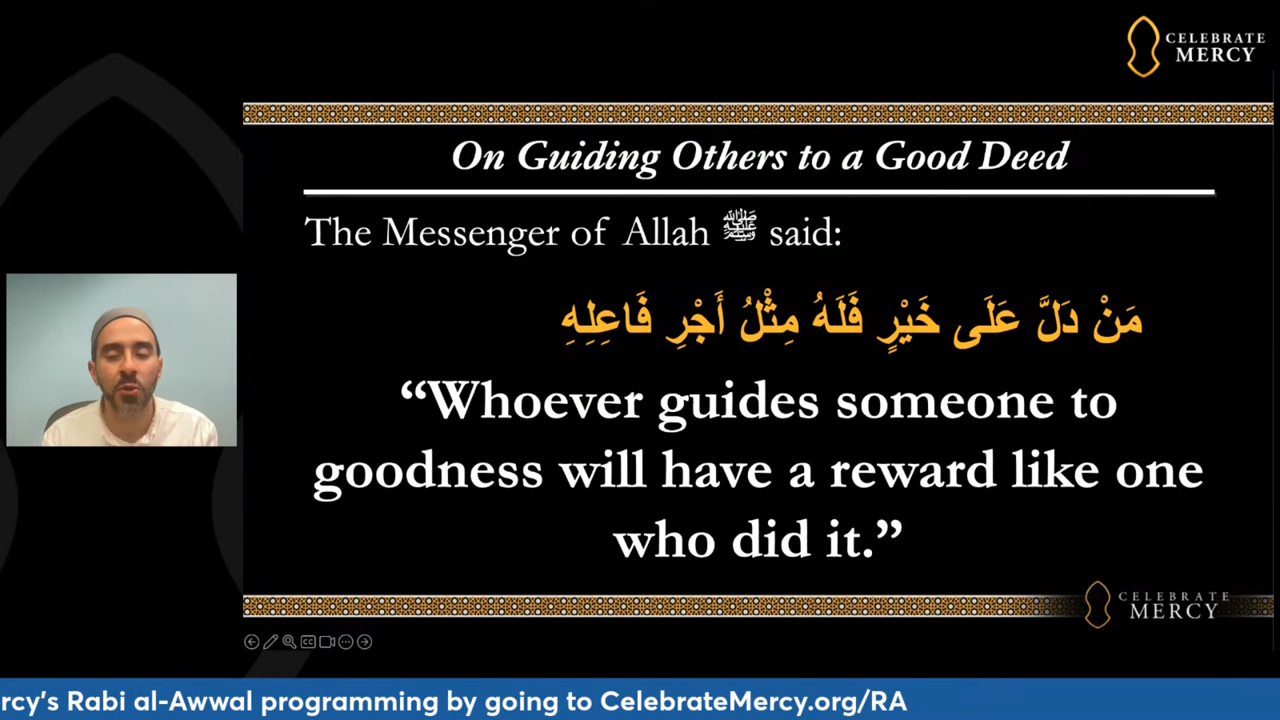 CELEBRATE
MERCY
On Guiding Others to a Good Deed
The Messenger of Allah ﷺ said:
مَنْ دَلَّ عَلَى خَيْرٍ فَلَهُ مِثْلُ أَجْرِ فَاعِلِهِ
“Whoever guides someone to
goodness will have a reward like one
who did it.”
CELEBRATE
MERCY
CC
rcy's Rabi al-Awwal programming by going to CelebrateMercy.org/RA